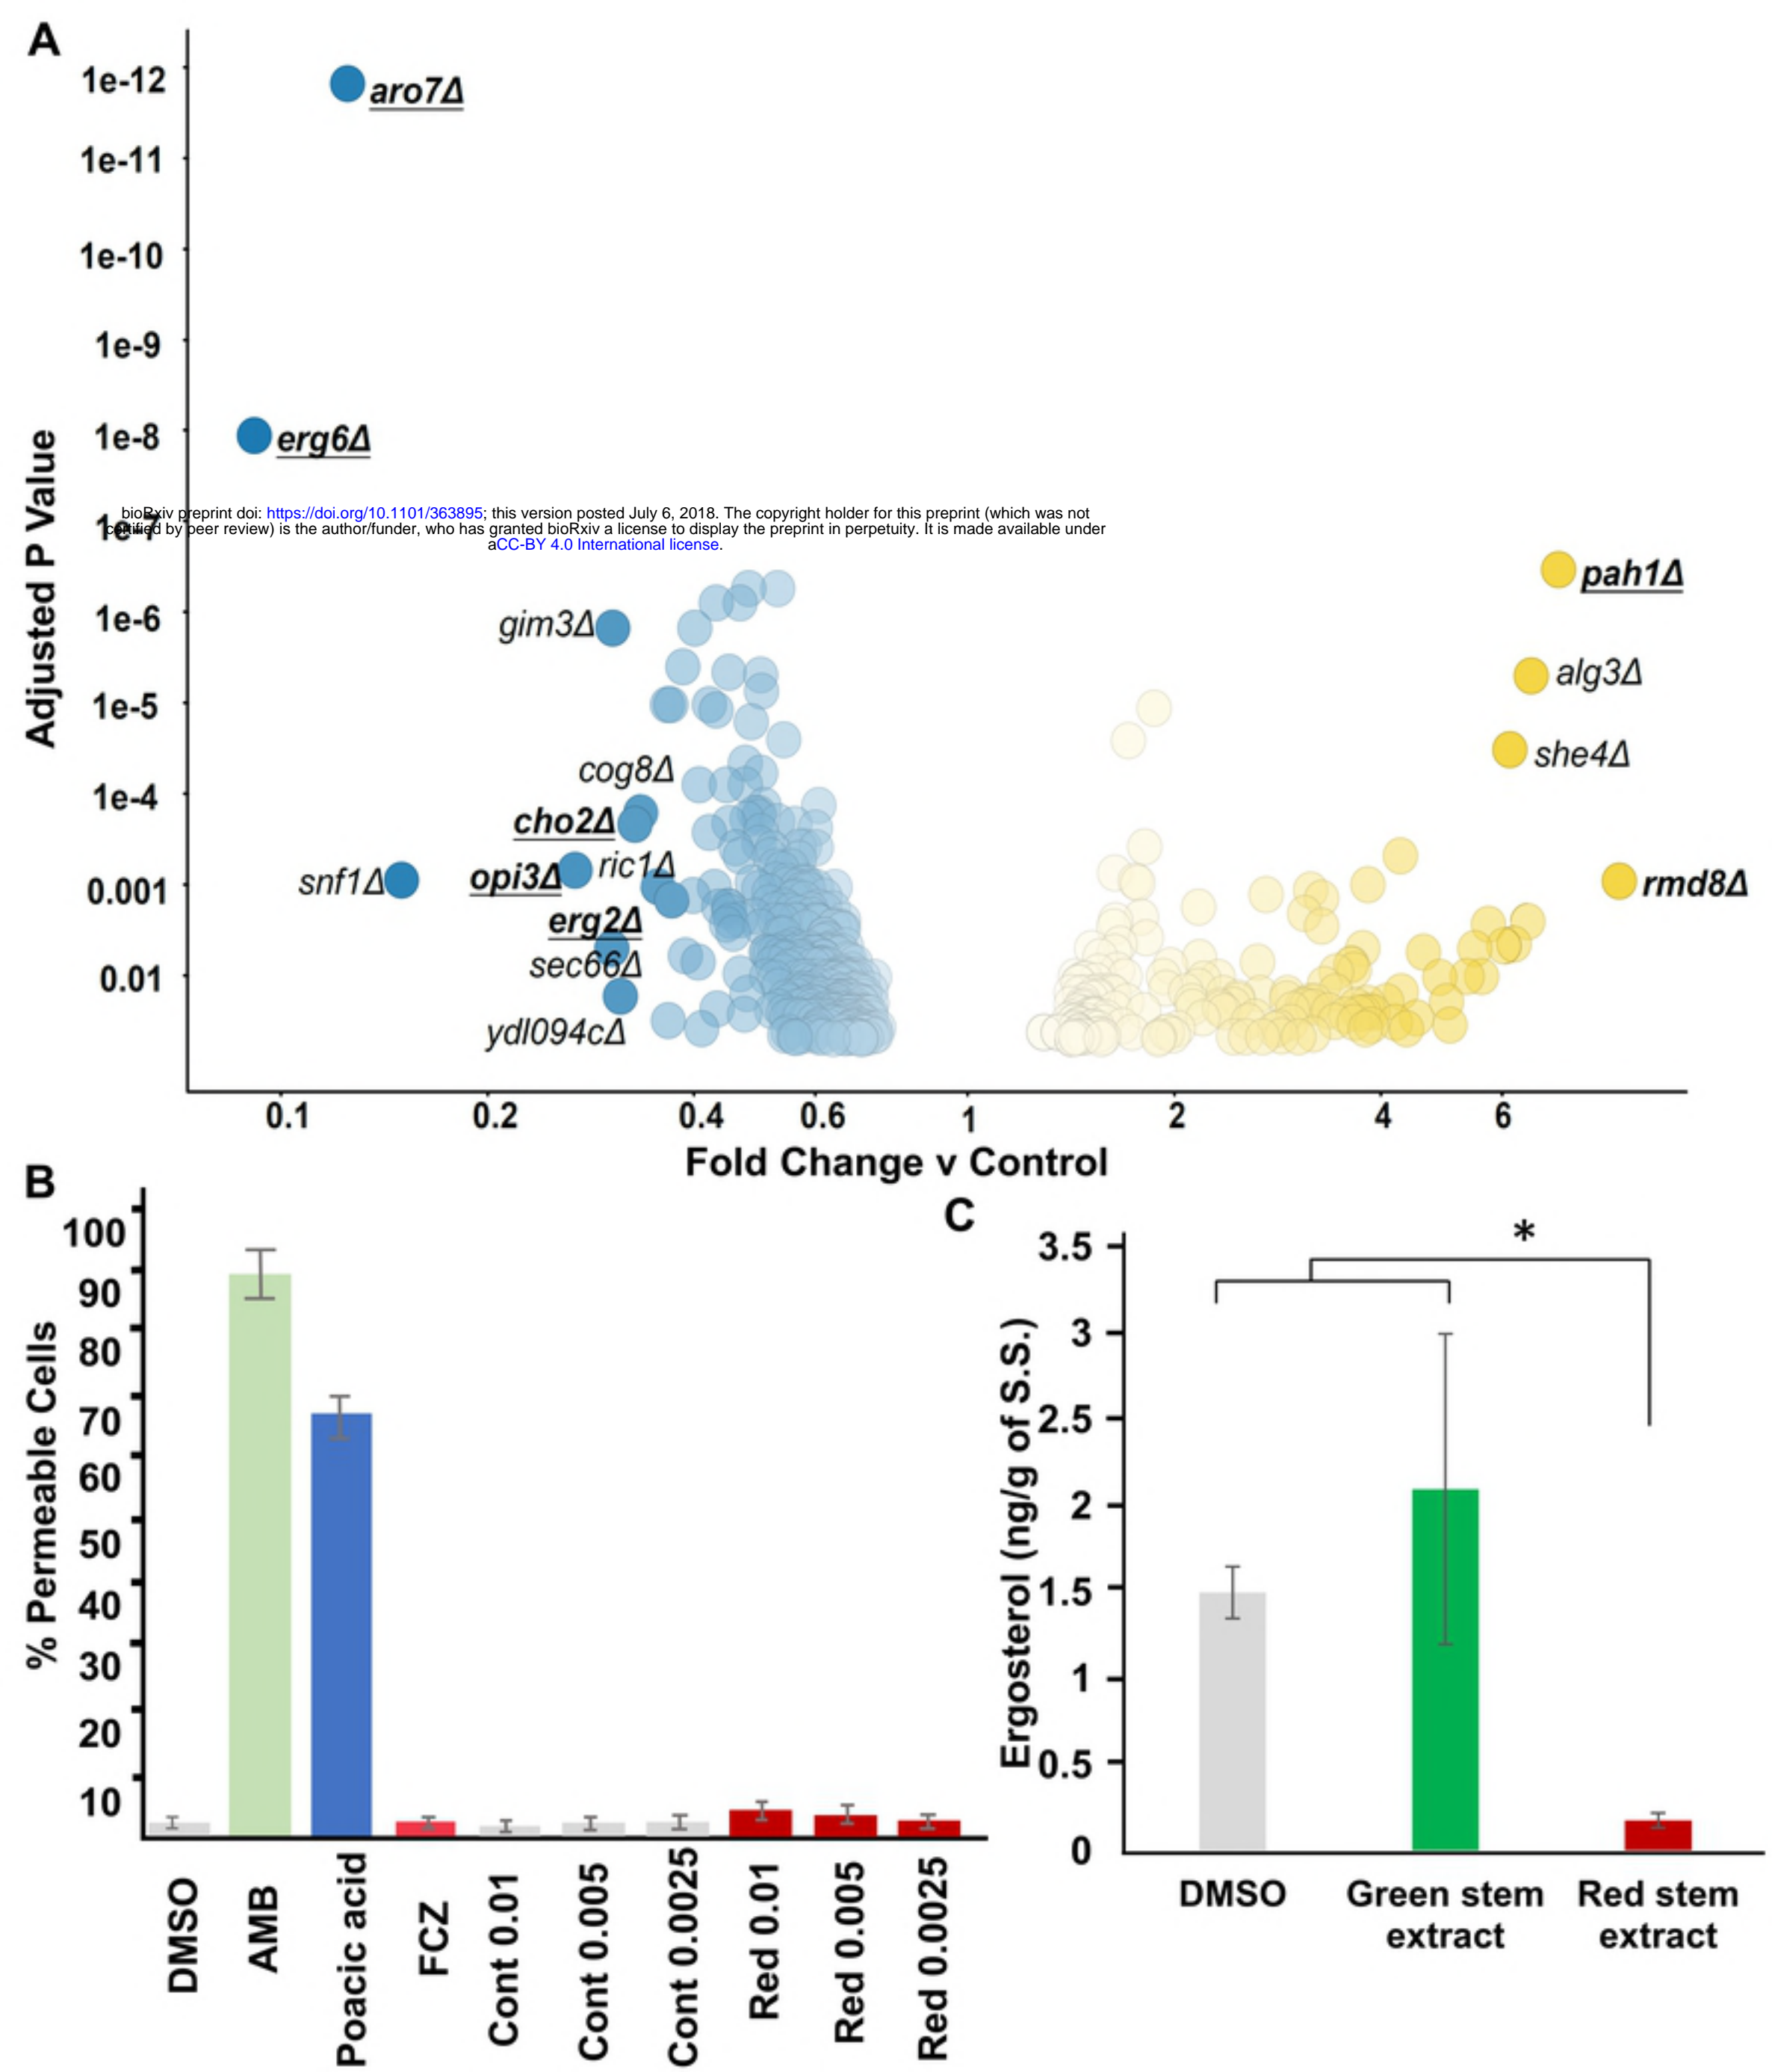 A
1e-12
aro7Δ
1e-11
1e-10
1e-9
1e-8
erg6Δ
Adjusted P Value
bioRxiv preprint doi: https://doi.org/10.1101/363895; this version posted July 6, 2018. The copyright holder for this preprint (which was not
1e-7
certified by peer review) is the author/funder, who has granted bioRxiv a license to display the preprint in perpetuity. It is made available under
aCC-BY 4.0 International license.
pah1Δ
1e-6
gim3Δ
alg3Δ
1e-5
she4Δ
cog8Δ
1e-4
cho2Δ
ric1Δ
snf1Δ
opi3Δ
0.001
rmd8Δ
erg2Δ
sec66Δ
0.01
ydl094cΔ
0.1 0.2 0.4 0.6 1 2 4 6
Fold Change v Control
B
% Permeable Cells
100
90
80
70
60
50
40
30
20
10
DMSO
AMB
Poacic acid
FCZ
Cont 0.01
Cont 0.005
Cont 0.0025
Red 0.01
Red 0.005
Red 0.0025
C
*
Ergosterol (ng/g of S.S.)
3.5
3
2.5
2
1.5
1
0.5
0
DMSO
Green stem
extract
Red stem
extract